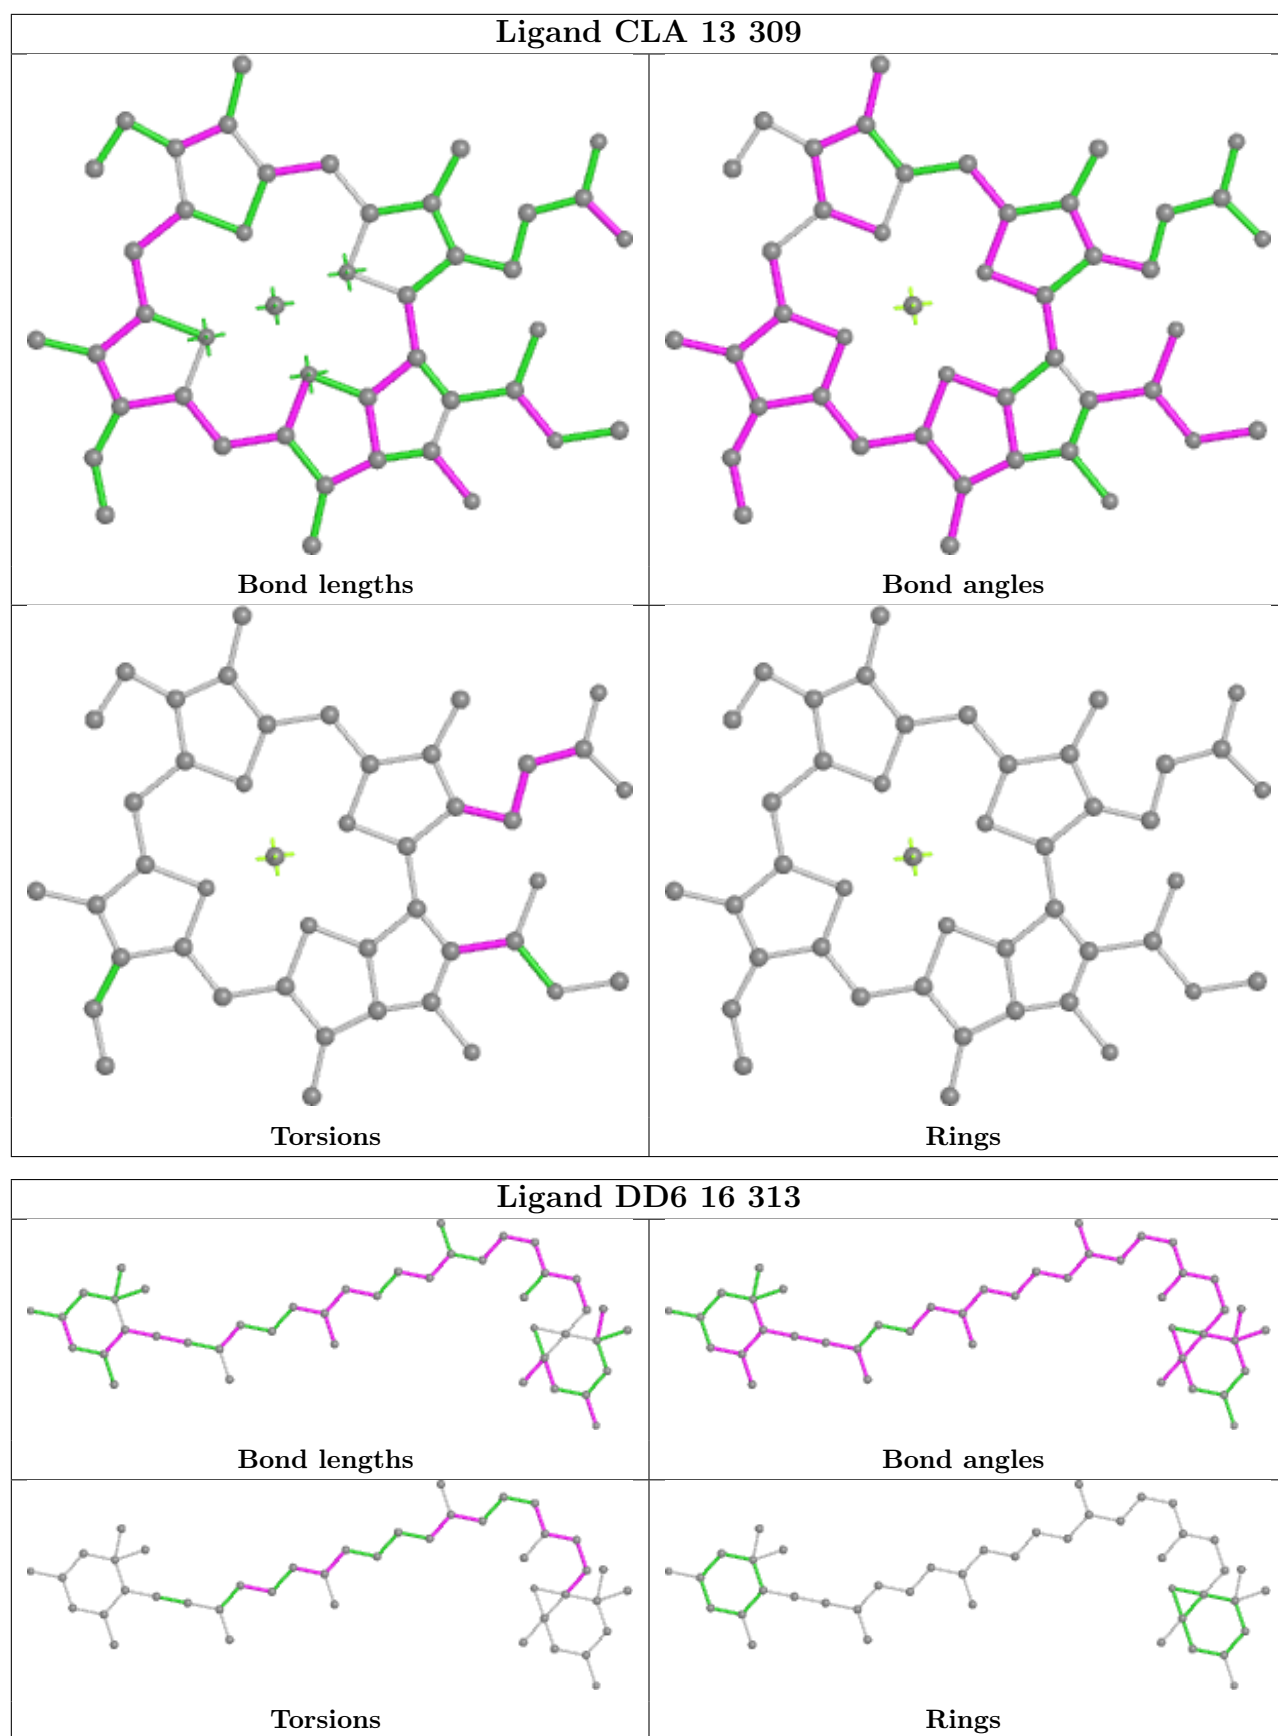 Ligand CLA 13 309
Bond lengths
Bond angles
Torsions
Rings
Ligand DD6 16 313
Bond lengths
Bond angles
Torsions
Rings